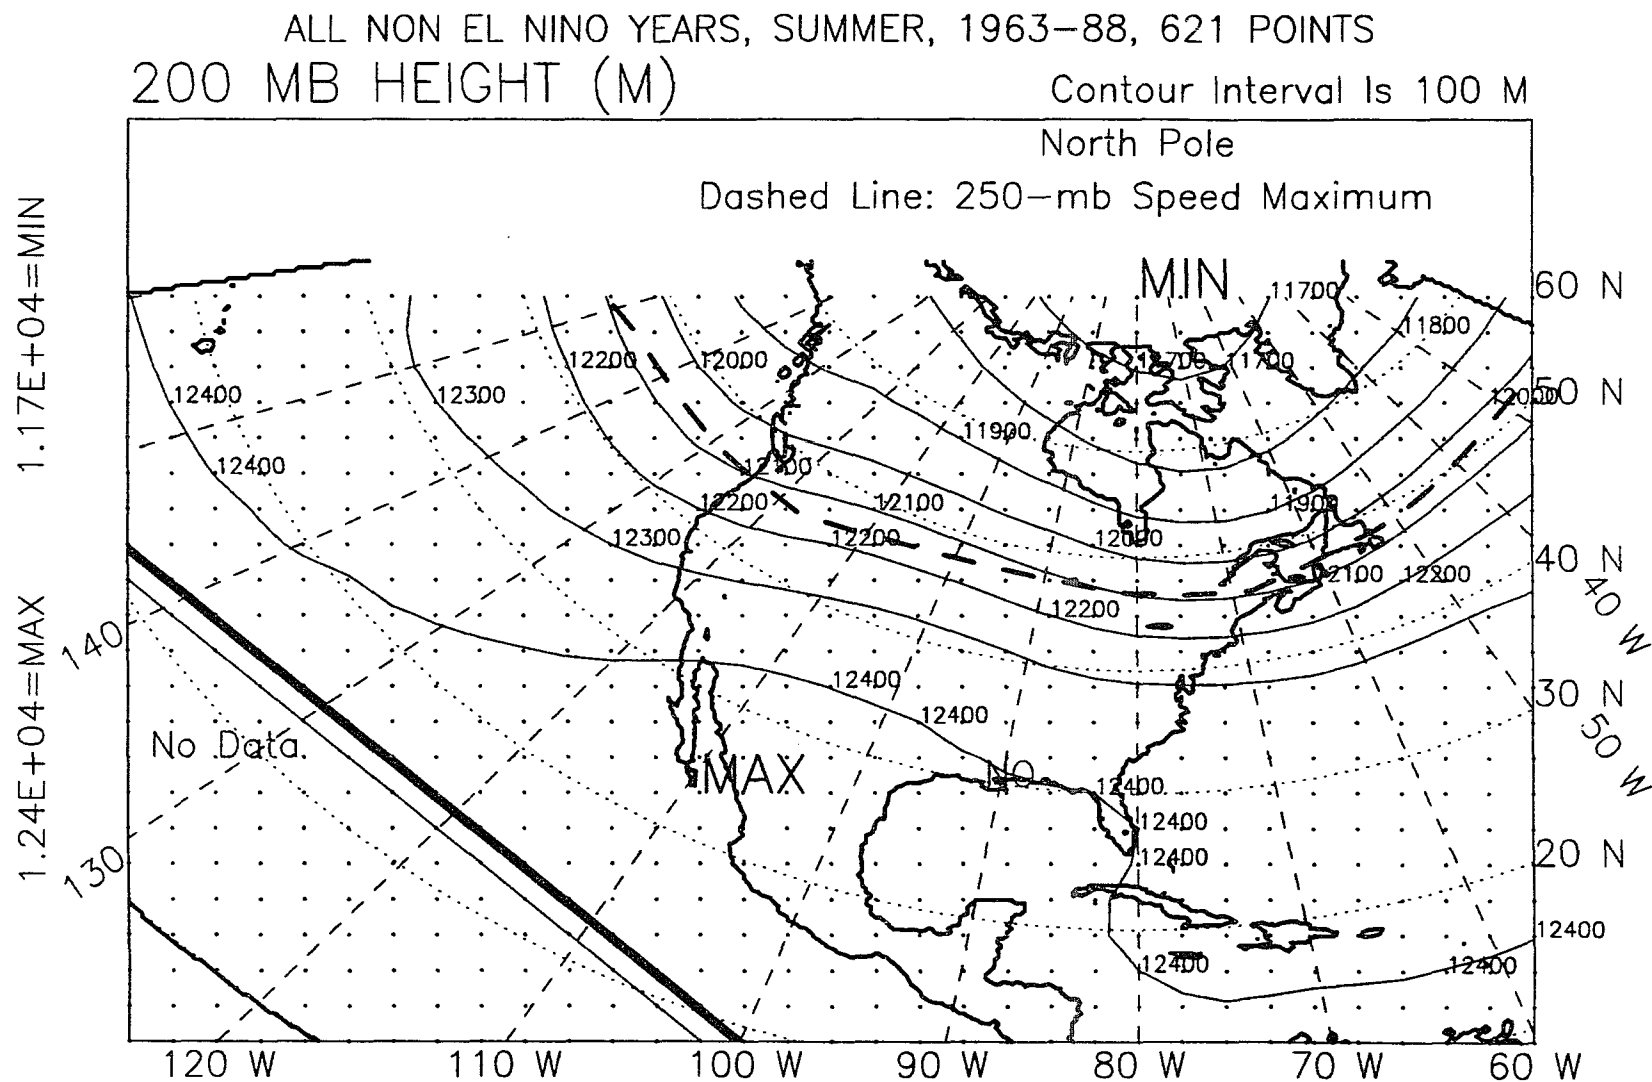 ALL NON EL NINO YEARS, SUMMER, 1963-88, 621 POINTS
200 MB HEIGHT (M)
Contour Interval Is 100 M
North Pole
Dashed Line: 250-mb Speed Maximum
1.17E+04=MIN
1.24E+04=MAX
MIN
11700
60 N
11800
12200
12000
11700
11700
12400
12300
12000
50 N
11900
12400
12100
12200
12100
11900
12300
12200
12000
40 N
12100
12200
12200
40 W
140
12400
30 N
12400
50 W
No Data
MAX
LO
12400
12400
12400
20 N
130
12400
12400
12400
120 W
110 W
100 W
90 W
80 W
70 W
60 W